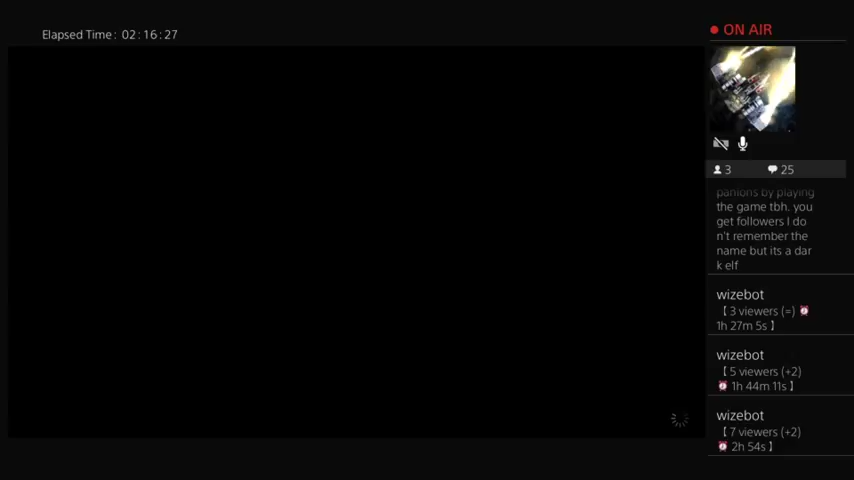 Elapsed Time: 02:16:27
ON AIR
3 25
panions by playing
the game tbh. you
get followers I do
n't remember the
name but its a dar
k elf
wizebot
【 3 viewers (=) ⏰
1h 27m 5s 】
wizebot
【 5 viewers (+2)
⏰ 1h 44m 11s 】
wizebot
【 7 viewers (+2)
⏰ 2h 54s 】